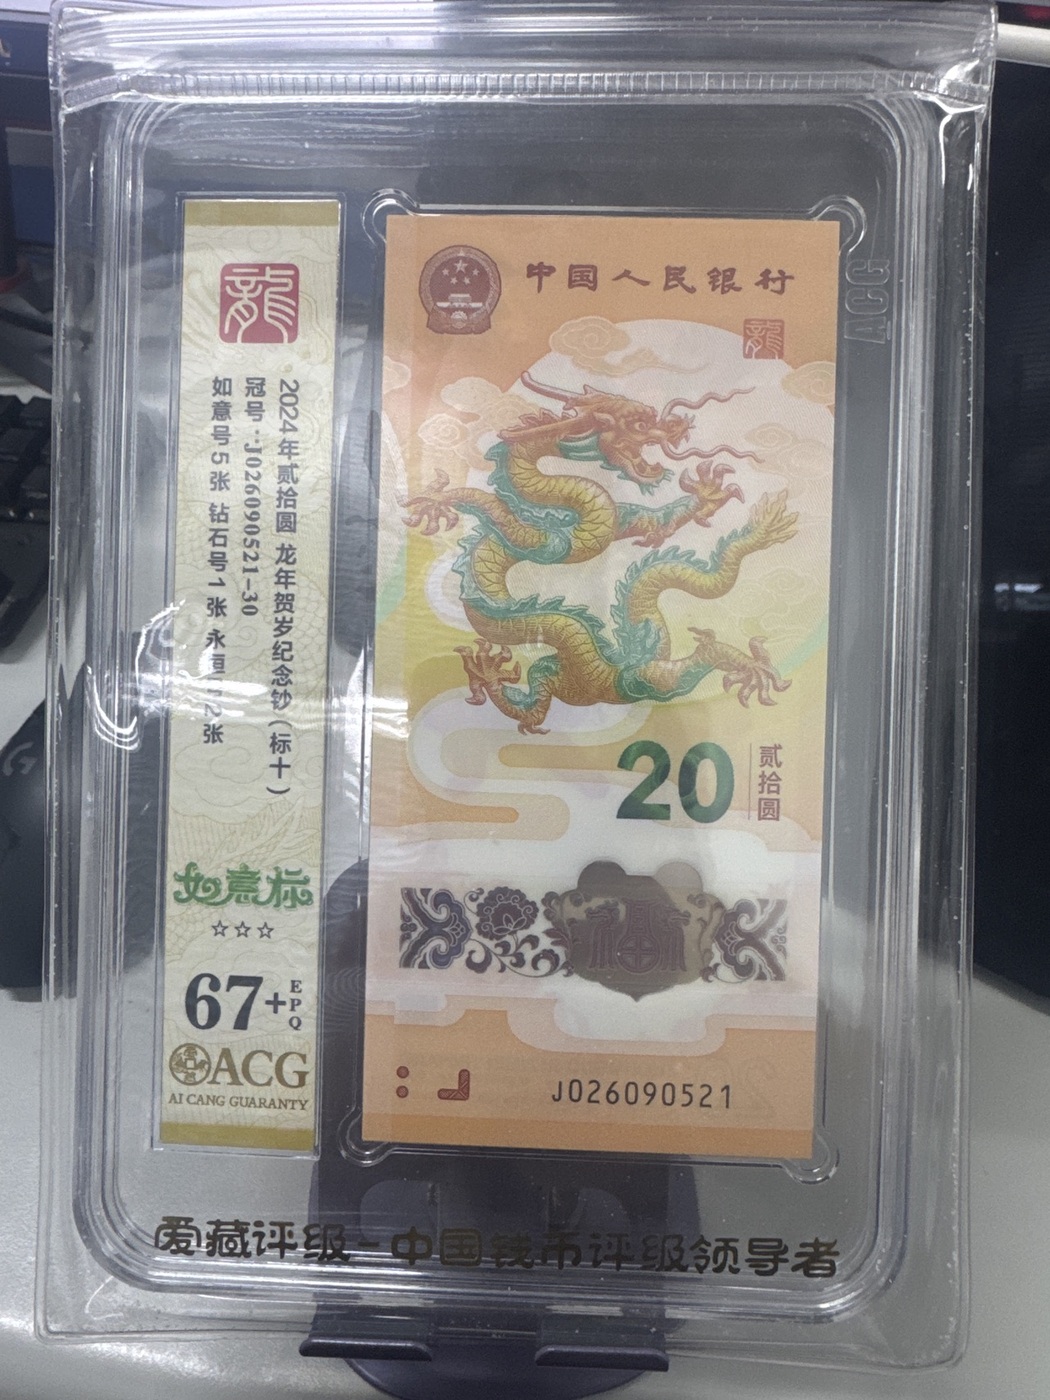 龍
2024年贰拾圆 龙年贺岁纪念钞（标十）
冠号：J026090521-30
如意号5张 钻石号1张 永恒号2张
如意标
☆☆☆
67+EPQ
ACG
AI CANG GUARANTY
中国人民银行
龍
20
贰拾圆
福
J026090521
ACG
爱藏评级-中国钱币评级领导者